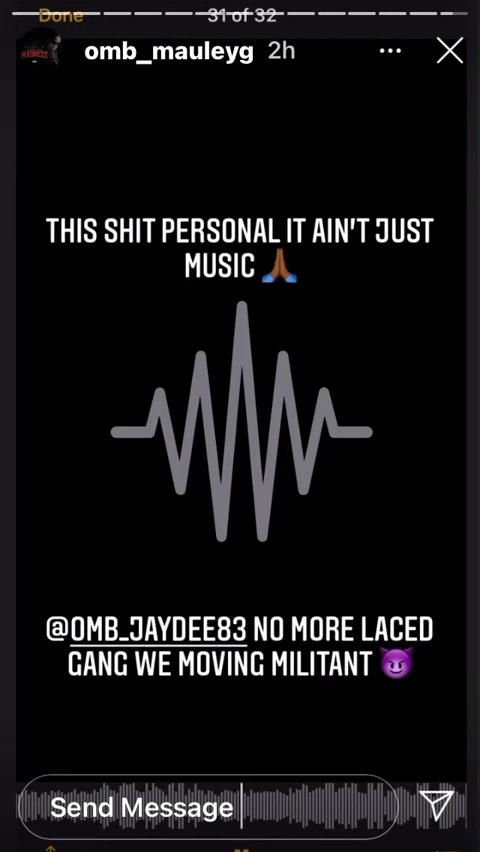 Done 31 of 32
omb_mauleyg 2h
THIS SHIT PERSONAL IT AIN'T JUST
MUSIC 🙏🏾
@OMB_JAYDEE83 NO MORE LACED
GANG WE MOVING MILITANT 😈
Send Message